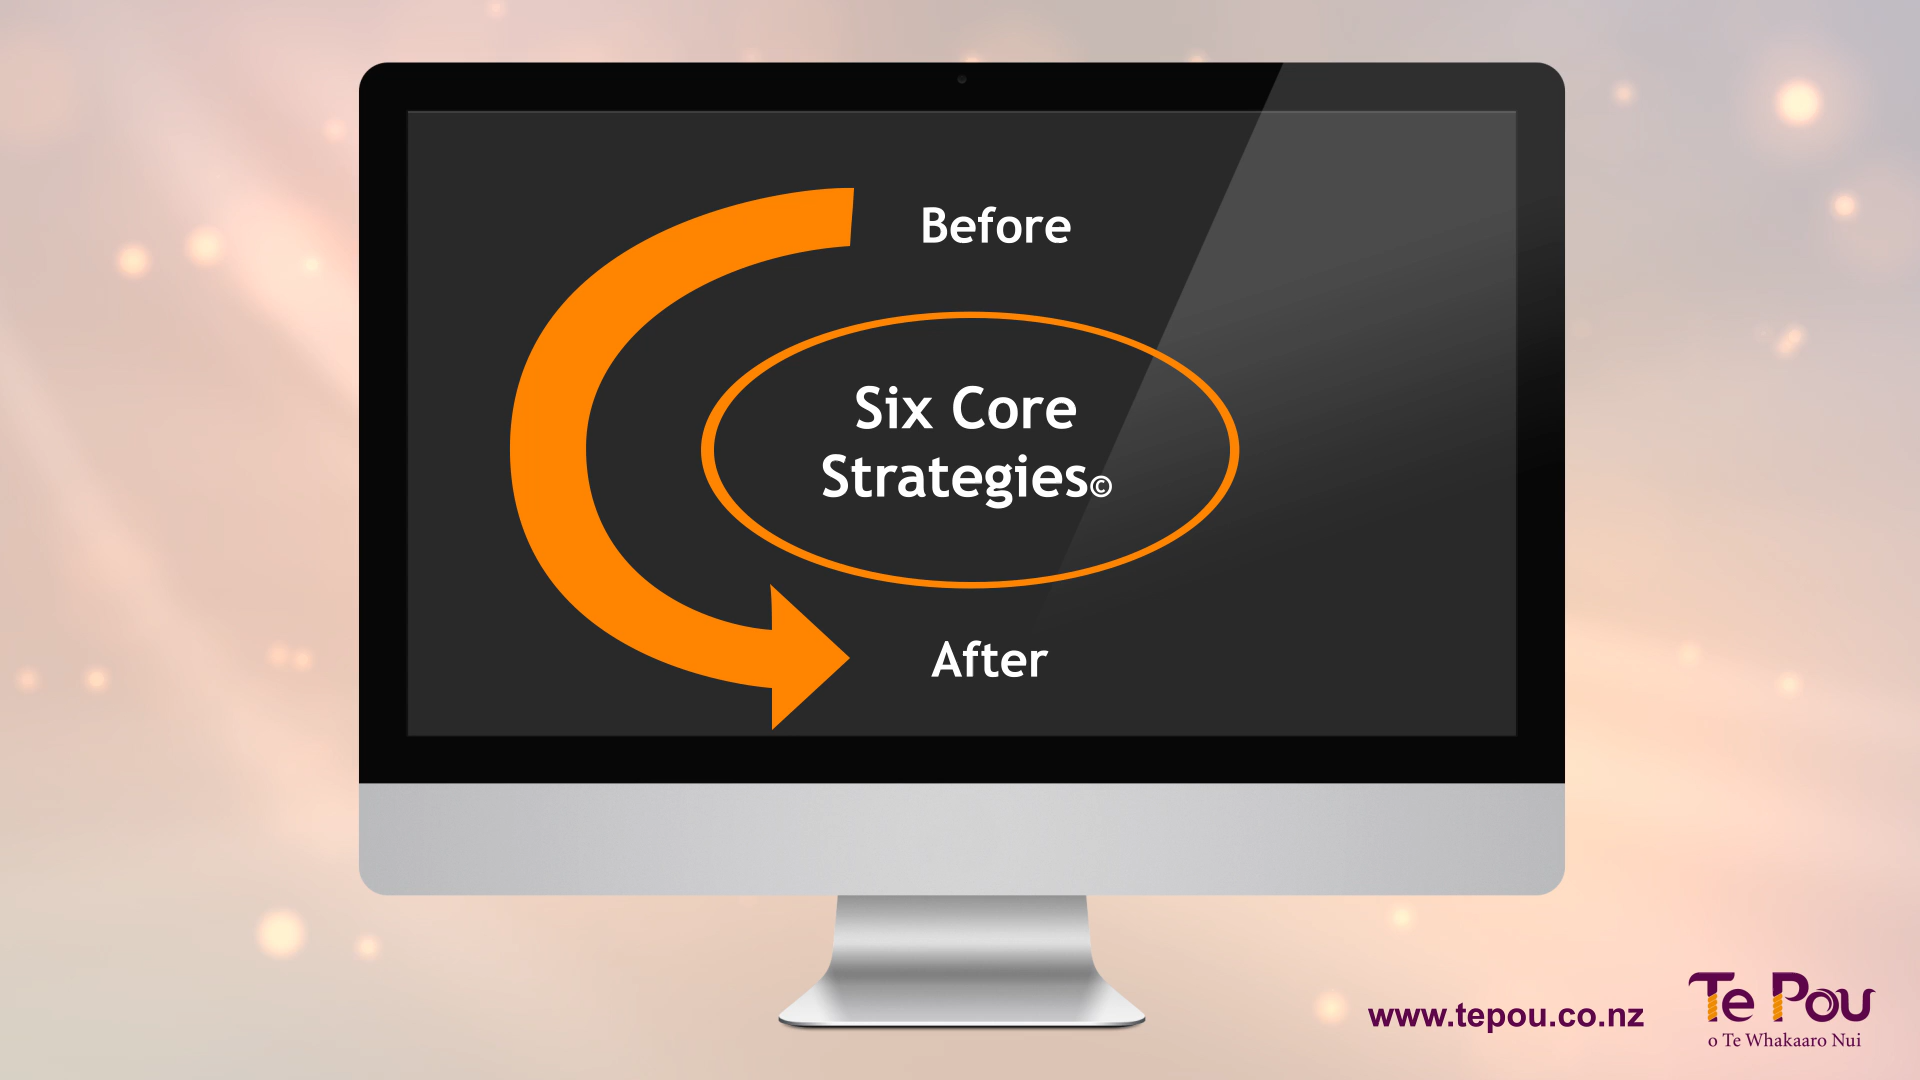 Before
Six Core
Strategies©
After
www.tepou.co.nz
Te Pou
o Te Whakaaro Nui